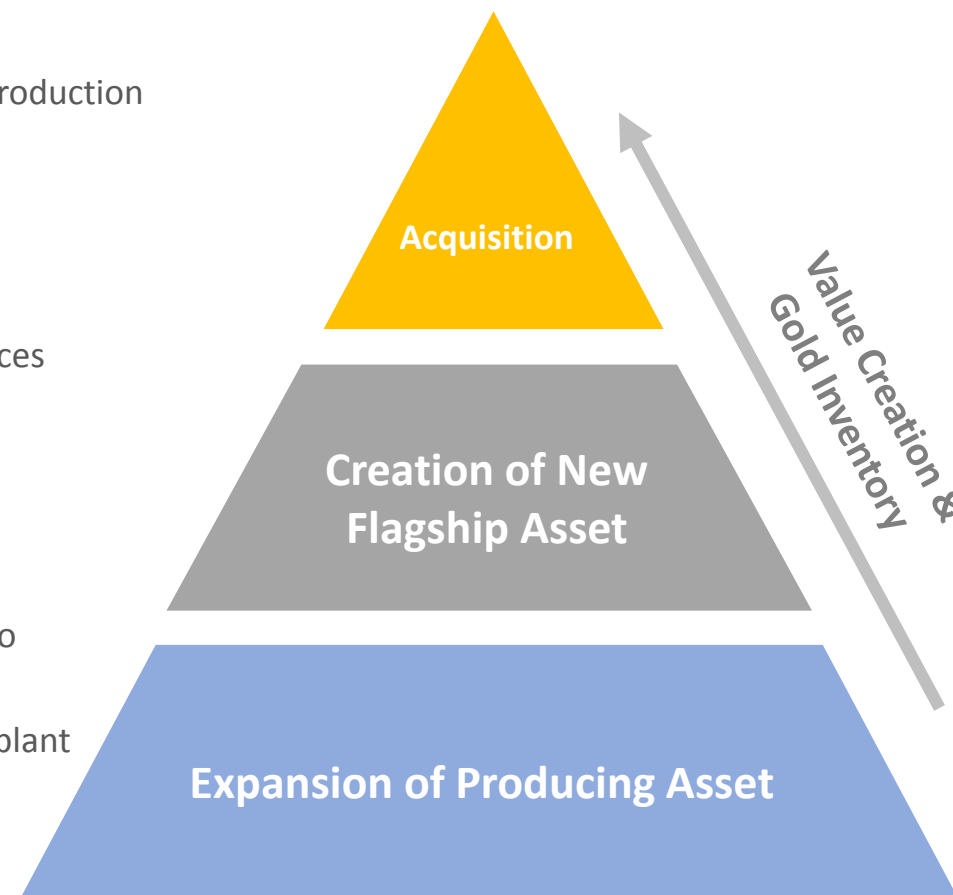 roduction
Acquisition
Value Creation &
Gold Inventory
ces
Creation of New
Flagship Asset
o
plant
Expansion of Producing Asset